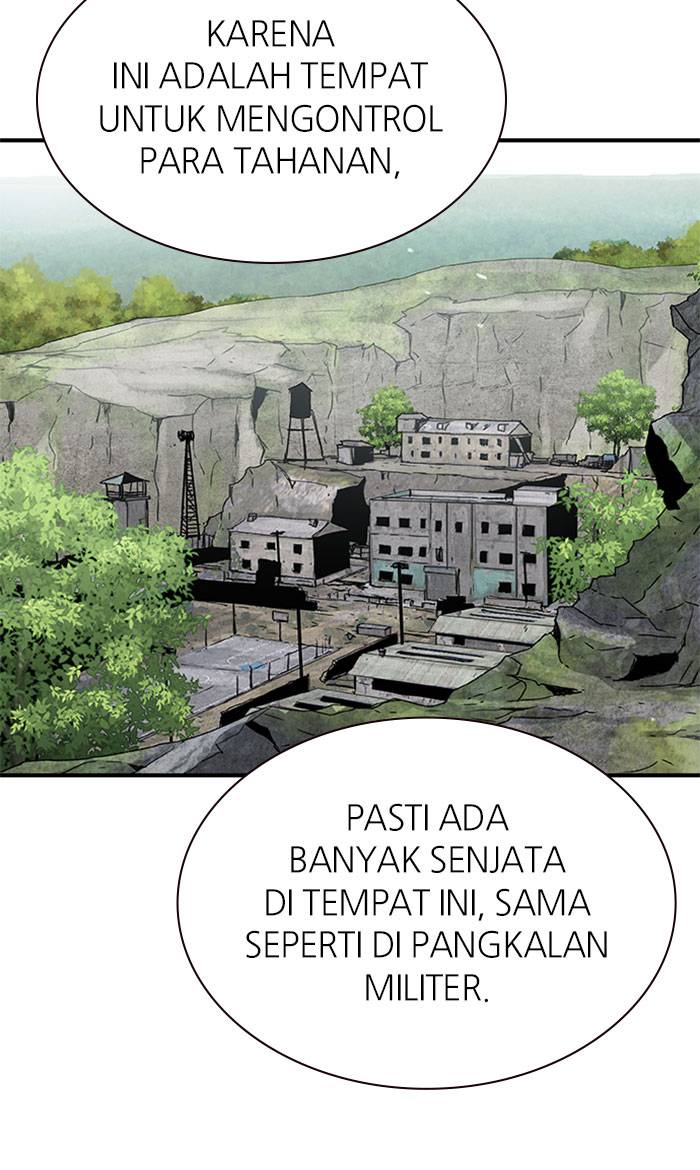 KARENA
INI ADALAH TEMPAT
UNTUK MENGONTROL
PARA TAHANAN,
PASTI ADA
BANYAK SENJATA
DI TEMPAT INI, SAMA
SEPERTI DI PANGKALAN
MILITER.